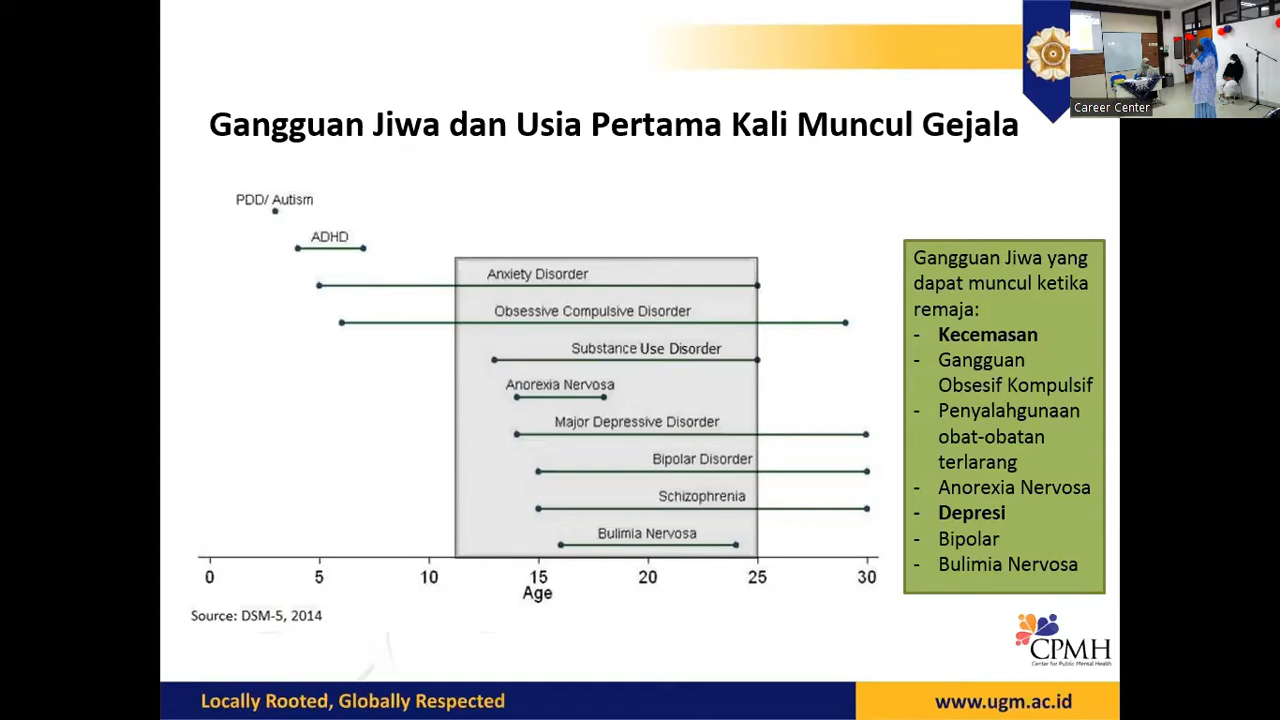 Career Center
Gangguan Jiwa dan Usia Pertama Kali Muncul Gejala
PDD/ Autism
ADHD
Anxiety Disorder
Obsessive Compulsive Disorder
Substance Use Disorder
Anorexia Nervosa
Major Depressive Disorder
Bipolar Disorder
Schizophrenia
Bulimia Nervosa
0 5 10 15 20 25 30
Age
Source: DSM-5, 2014
Gangguan Jiwa yang
dapat muncul ketika
remaja:
- Kecemasan
- Gangguan
Obsesif Kompulsif
- Penyalahgunaan
obat-obatan
terlarang
- Anorexia Nervosa
- Depresi
- Bipolar
- Bulimia Nervosa
CPMH
Center for Public Mental Health
Locally Rooted, Globally Respected
www.ugm.ac.id